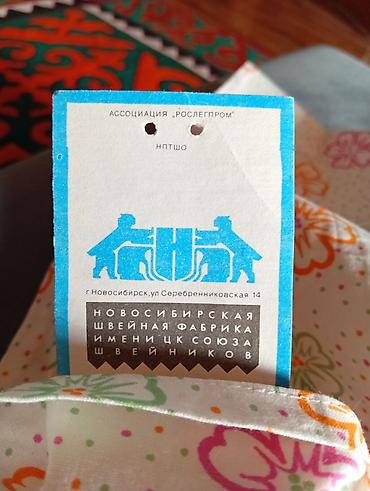 АССОЦИАЦИЯ „РОСЛЕГПРОМ"
НПТШО
Н
г.Новосибирск,ул.Серебренниковская 14
НОВОСИБИРСКАЯ
ШВЕЙНАЯ ФАБРИКА
ИМЕНИ ЦК СОЮЗА
ШВЕЙНИКОВ